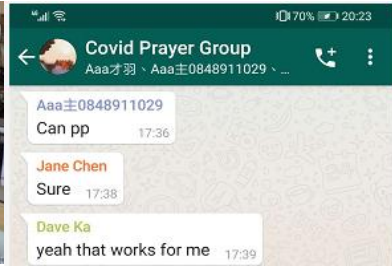 70% 20:23
Covid Prayer Group
Aaa才羽、Aaa主0848911029、...
Aaa主0848911029
Can pp 17:36
Jane Chen
Sure 17:38
Dave Ka
yeah that works for me 17:39